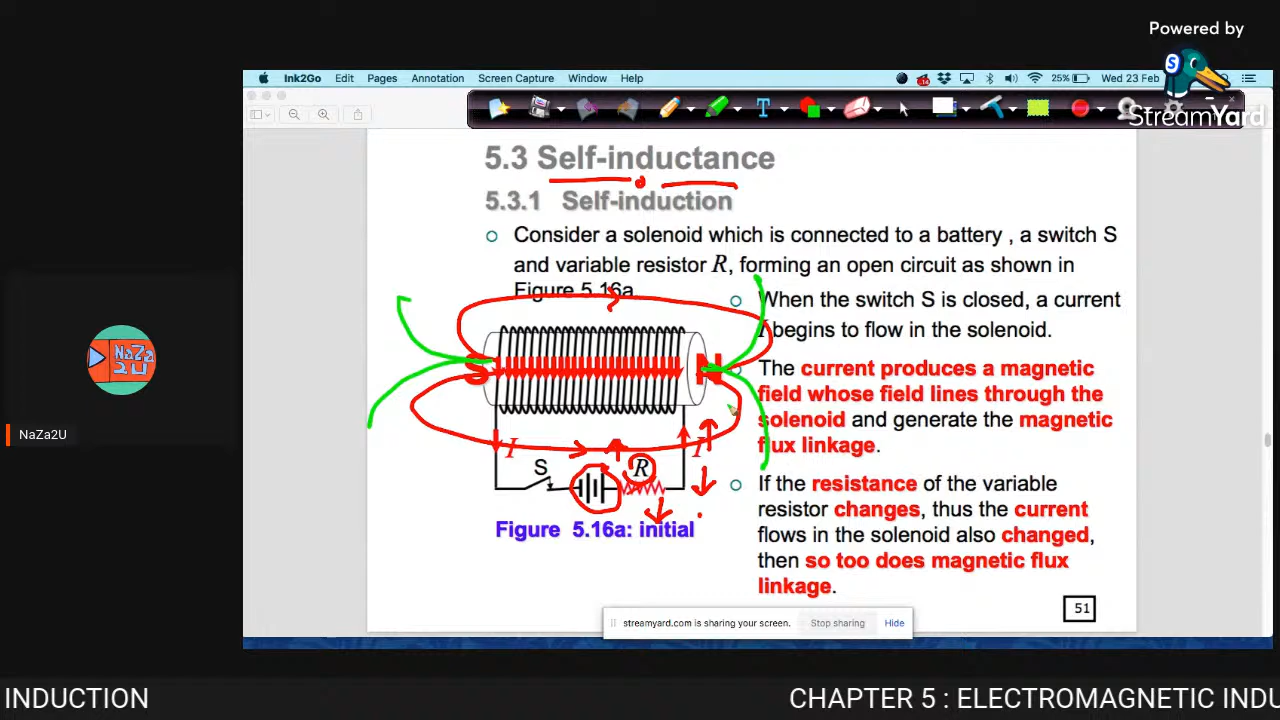 Powered by
StreamYard
Ink2Go Edit Pages Annotation Screen Capture Window Help
25% Wed 23 Feb
5.3 Self-inductance
5.3.1 Self-induction
Consider a solenoid which is connected to a battery , a switch S
and variable resistor R, forming an open circuit as shown in
Figure 5.16a.
When the switch S is closed, a current
I begins to flow in the solenoid.
The current produces a magnetic
field whose field lines through the
solenoid and generate the magnetic
flux linkage.
If the resistance of the variable
resistor changes, thus the current
flows in the solenoid also changed,
then so too does magnetic flux
linkage.
S N
I I
S R
Figure 5.16a: initial
51
streamyard.com is sharing your screen. Stop sharing Hide
NaZa
2U
NaZa2U
INDUCTION
CHAPTER 5 : ELECTROMAGNETIC INDU